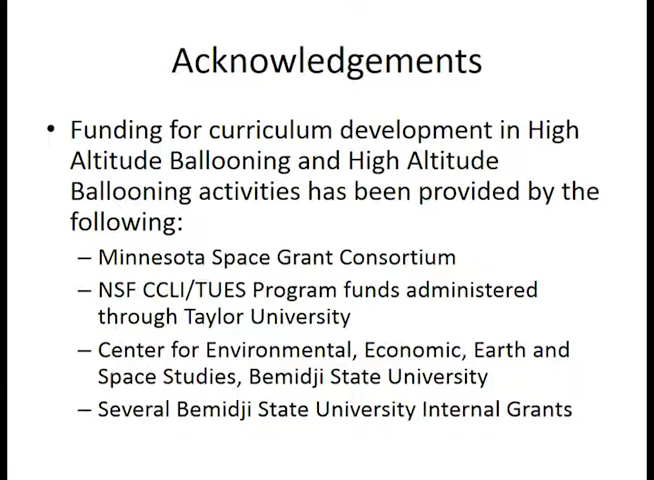 Acknowledgements
• Funding for curriculum development in High
Altitude Ballooning and High Altitude
Ballooning activities has been provided by the
following:
– Minnesota Space Grant Consortium
– NSF CCLI/TUES Program funds administered
through Taylor University
– Center for Environmental, Economic, Earth and
Space Studies, Bemidji State University
– Several Bemidji State University Internal Grants